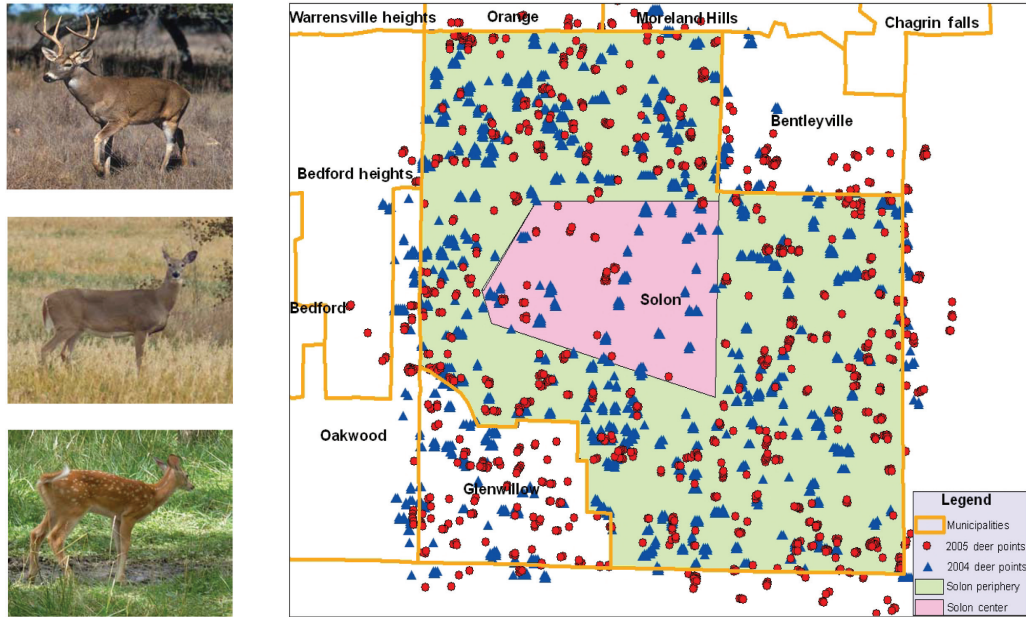 Warrensville heights
Orange
Moreland Hills
Chagrin falls
Bentleyville
Bedford heights
Bedford
Solon
Oakwood
Glenwillow
Legend
Municipalities
2005 deer points
2004 deer points
Solon periphery
Solon center